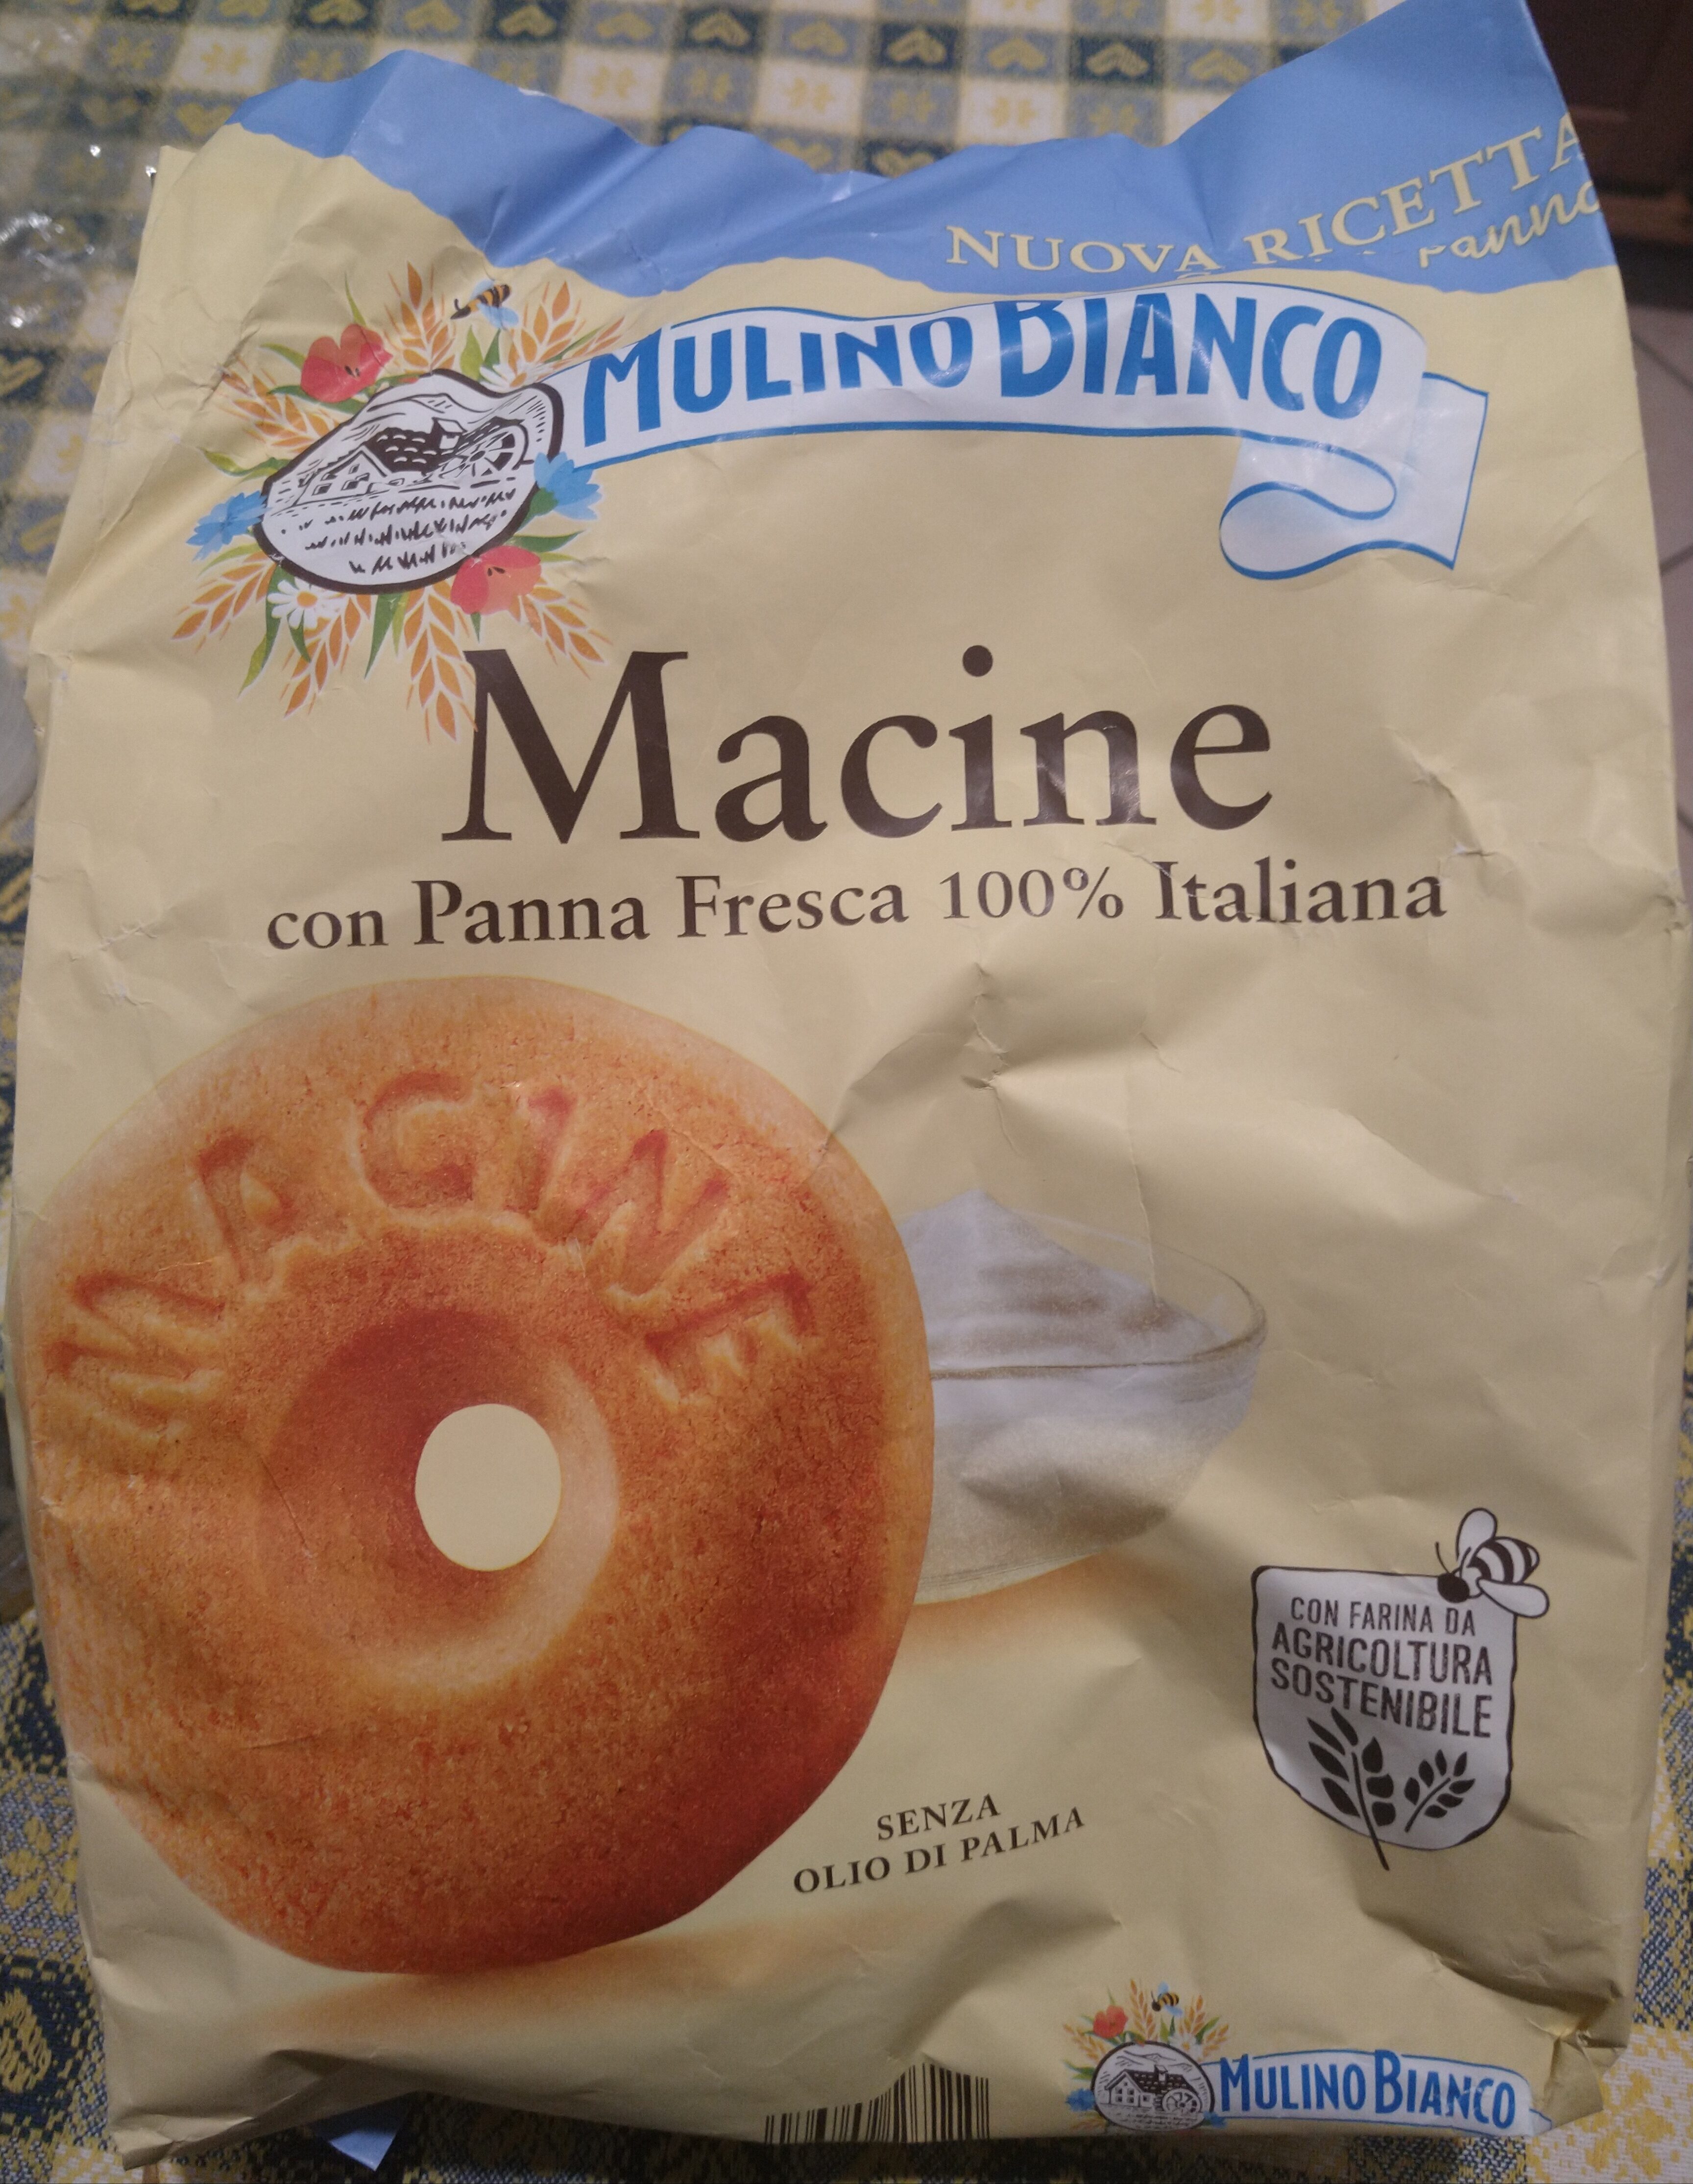 NUOVA RICETTA
MULINO BIANCO
Macine
con Panna Fresca 100% Italiana
MACINE
CON FARINA DA
AGRICOLTURA
SOSTENIBILE
SENZA
OLIO DI PALMA
MULINO BIANCO